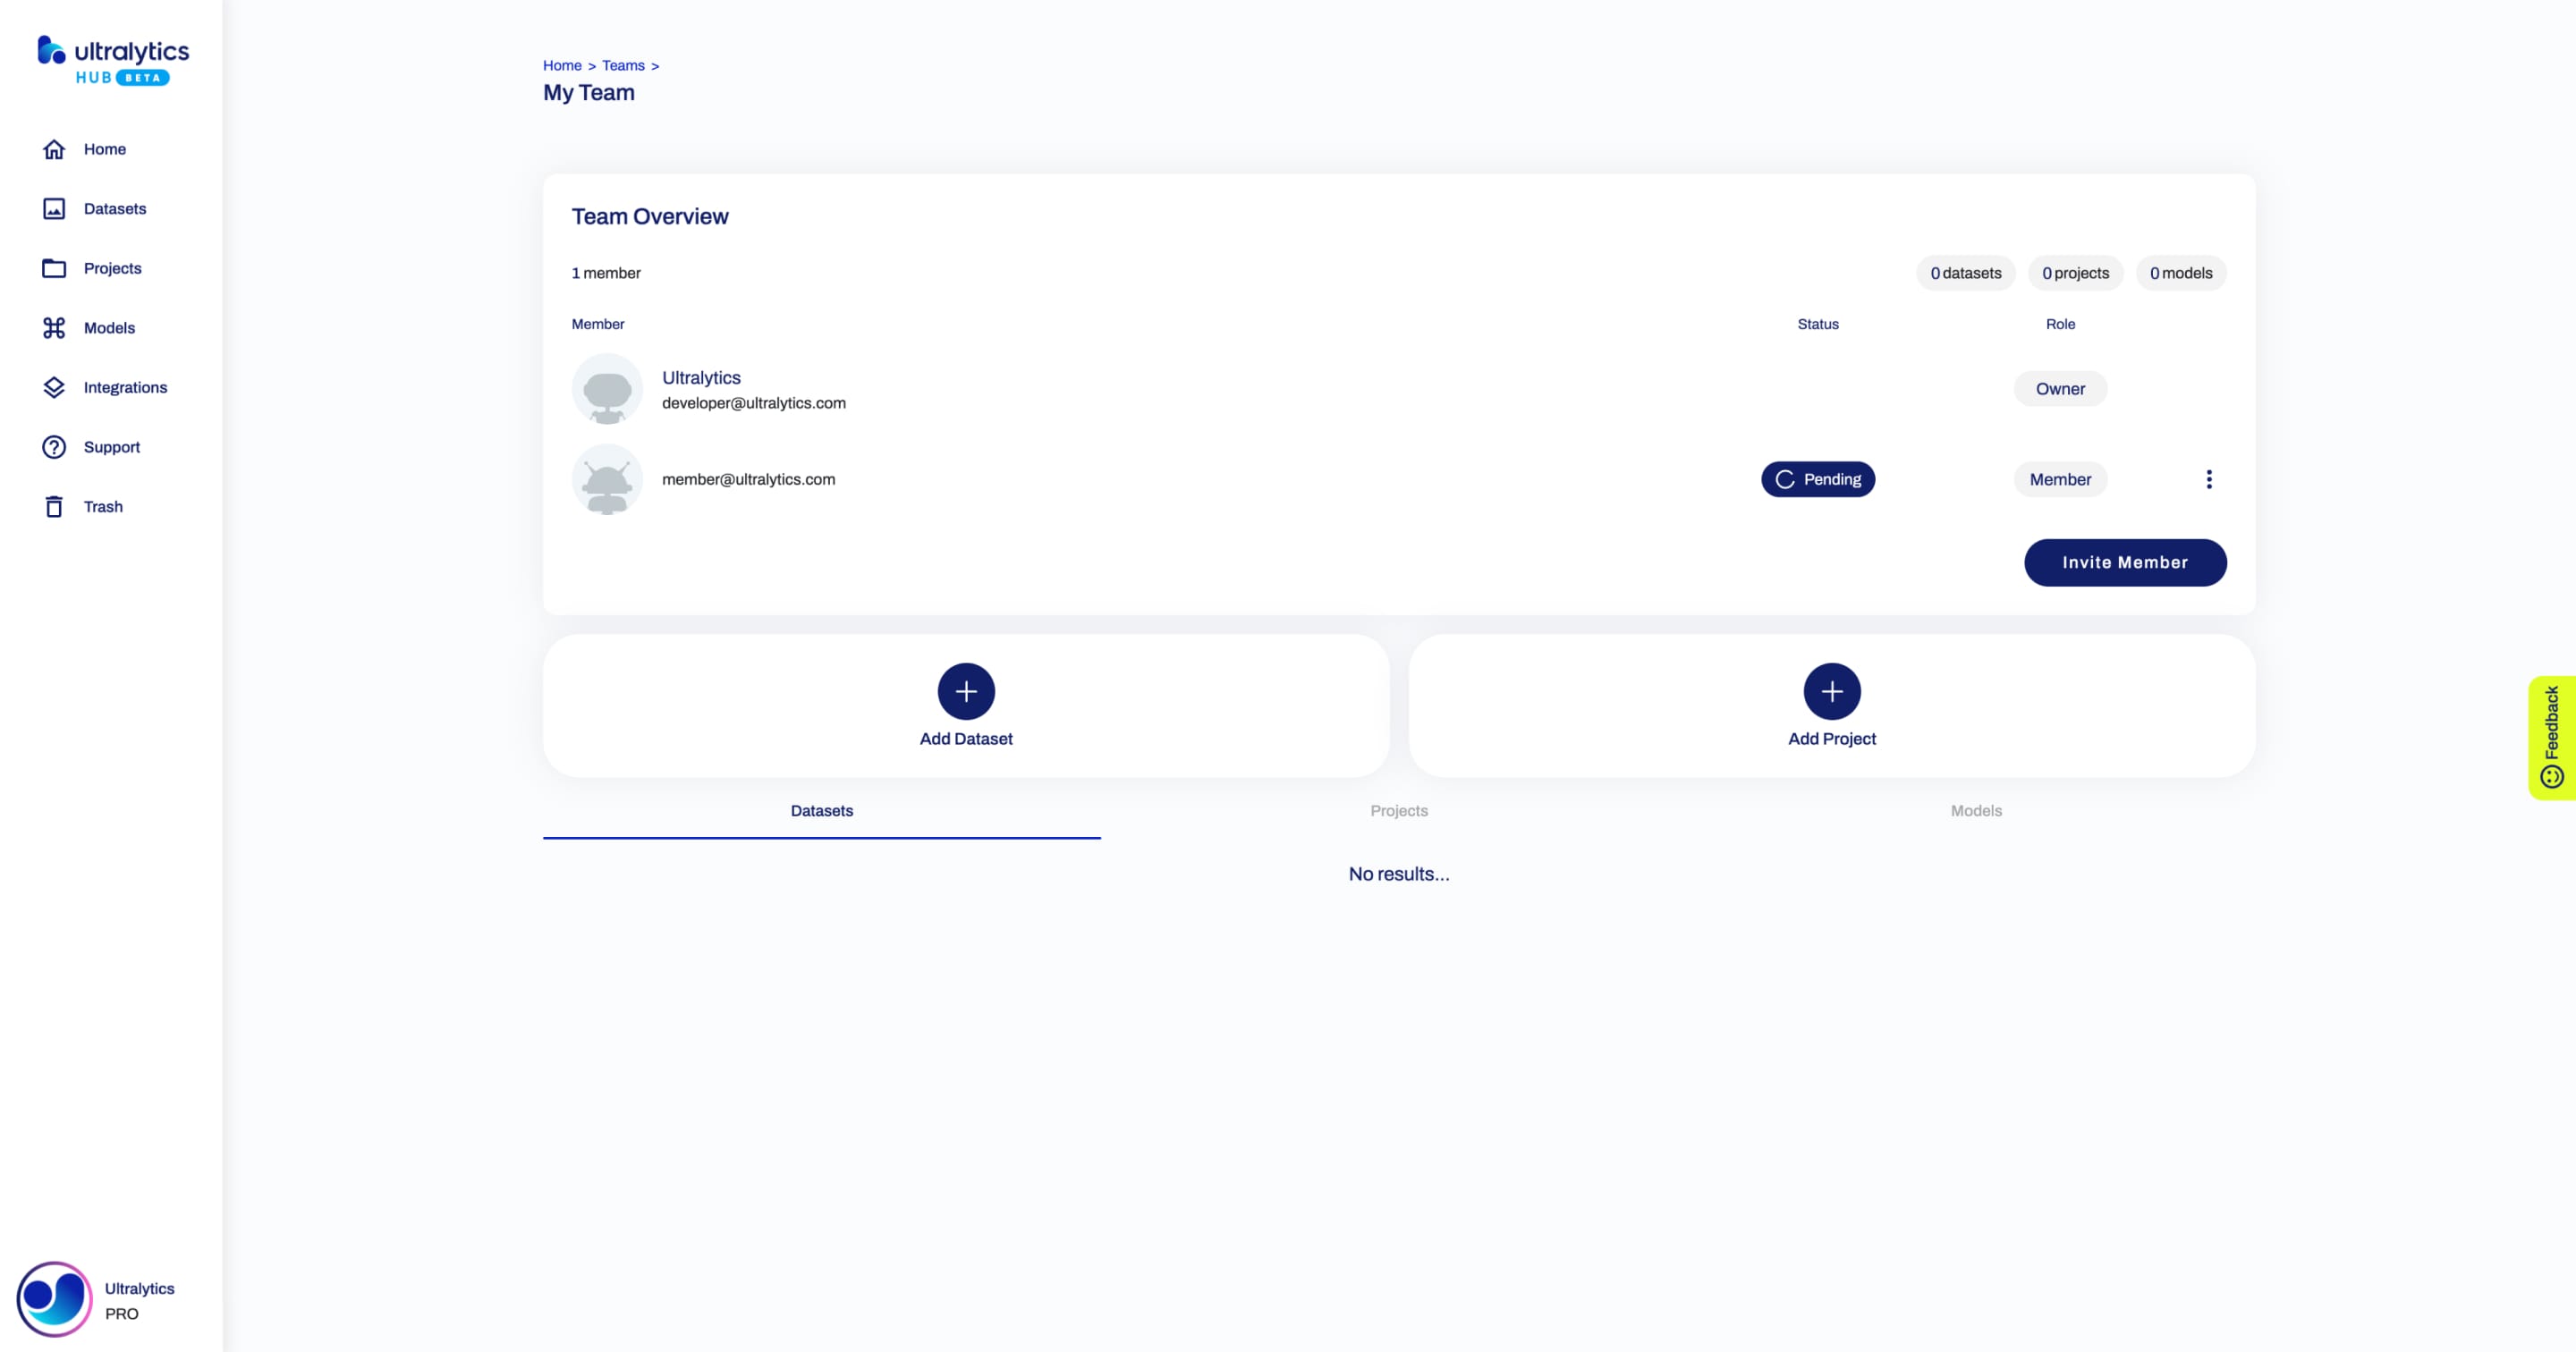 ultralytics
HUB BETA
Home
Datasets
Projects
Models
Integrations
Support
Trash
Ultralytics
PRO
Home > Teams >
My Team
Team Overview
1 member
0 datasets 0 projects 0 models
Member Status Role
Ultralytics
developer@ultralytics.com
Owner
member@ultralytics.com Pending Member
Invite Member
Add Dataset Add Project
Datasets Projects Models
No results...
Feedback